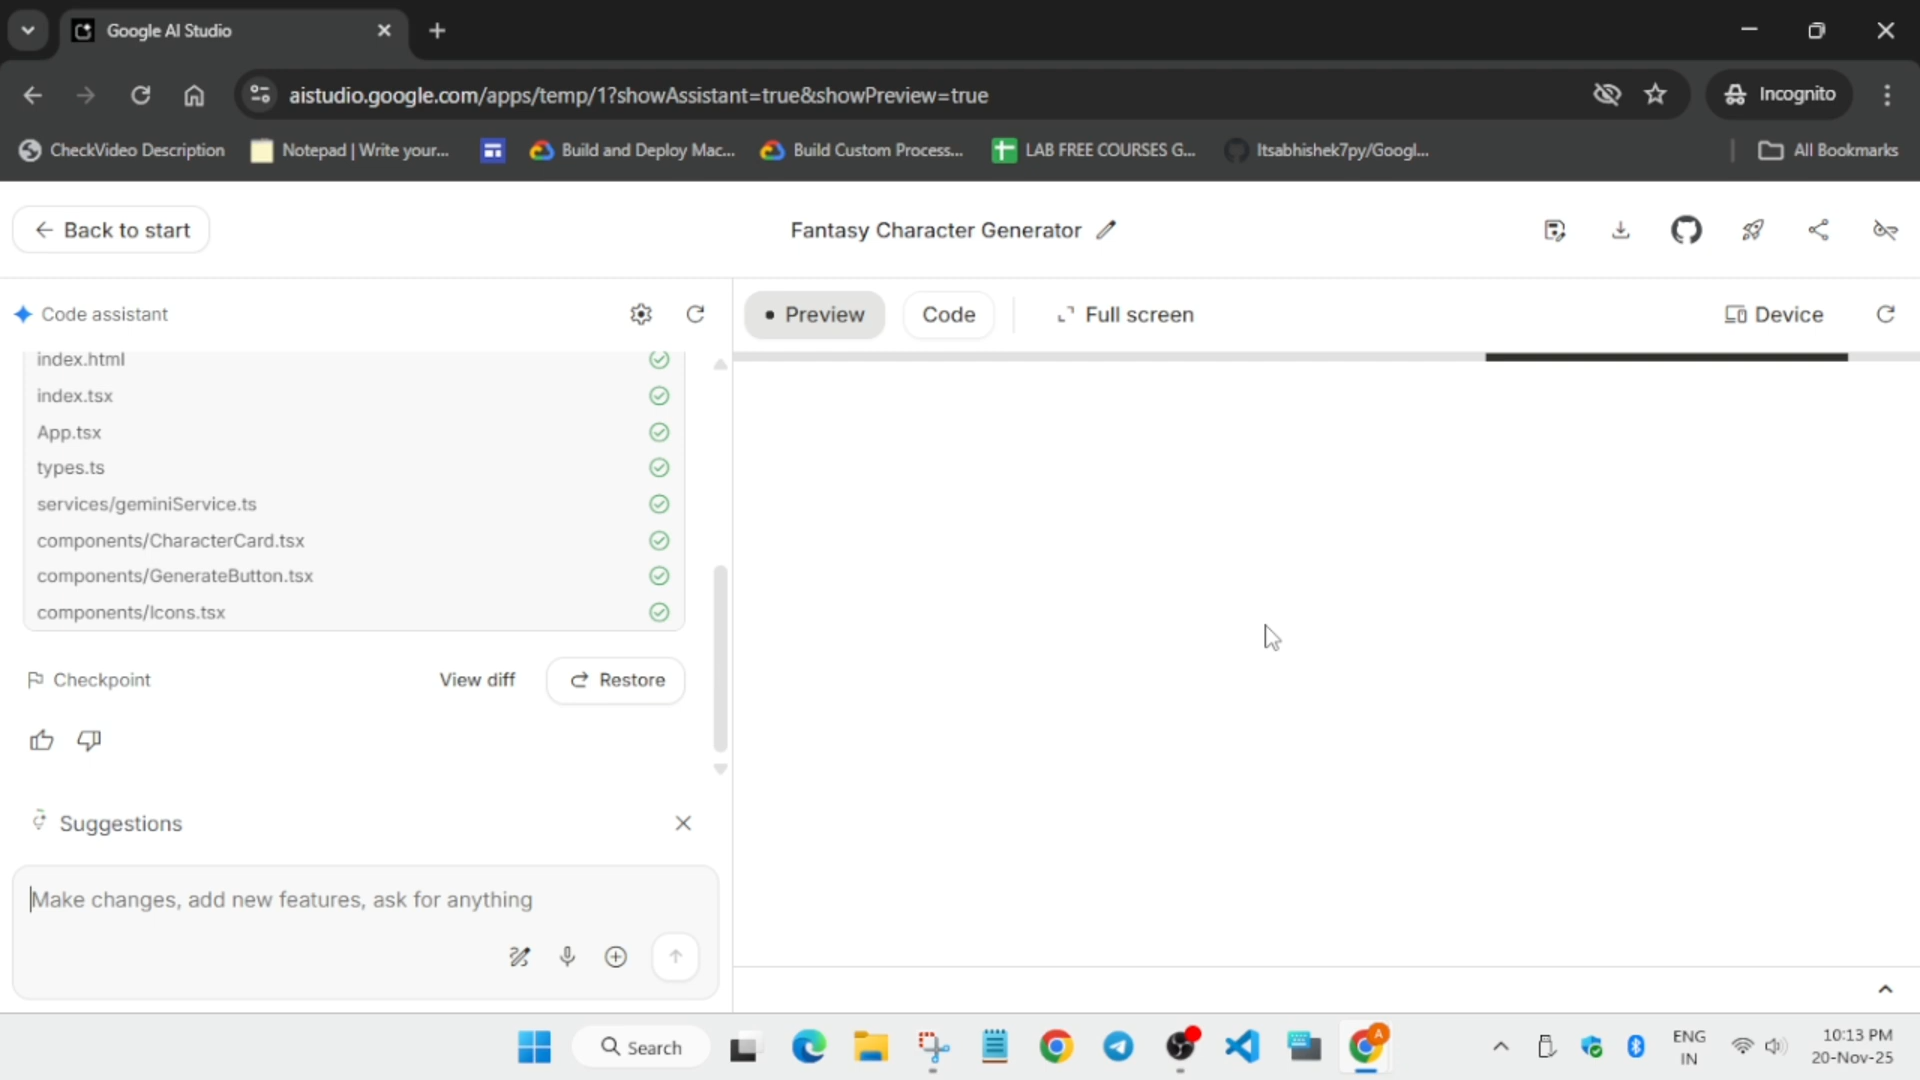 Google AI Studio
aistudio.google.com/apps/temp/1?showAssistant=true&showPreview=true
Incognito
CheckVideo Description
Notepad | Write your...
Build and Deploy Mac...
Build Custom Process...
LAB FREE COURSES G...
Itsabhishek7py/Googl...
All Bookmarks
Back to start
Fantasy Character Generator
Code assistant
Preview
Code
Full screen
Device
index.html
index.tsx
App.tsx
types.ts
services/geminiService.ts
components/CharacterCard.tsx
components/GenerateButton.tsx
components/Icons.tsx
Checkpoint
View diff
Restore
Suggestions
Make changes, add new features, ask for anything
Search
A
ENG
IN
10:13 PM
20-Nov-25